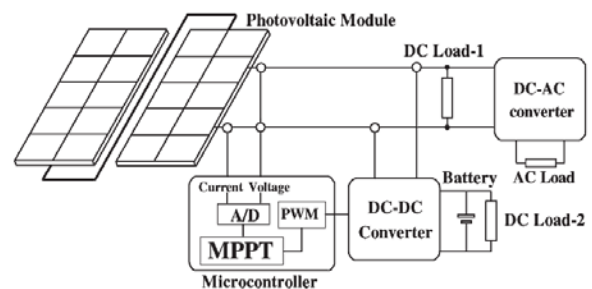 Photovoltaic Module
DC Load-1
DC-AC
converter
AC Load
Current Voltage
A/D
PWM
MPPT
Microcontroller
DC-DC
Converter
Battery
DC Load-2